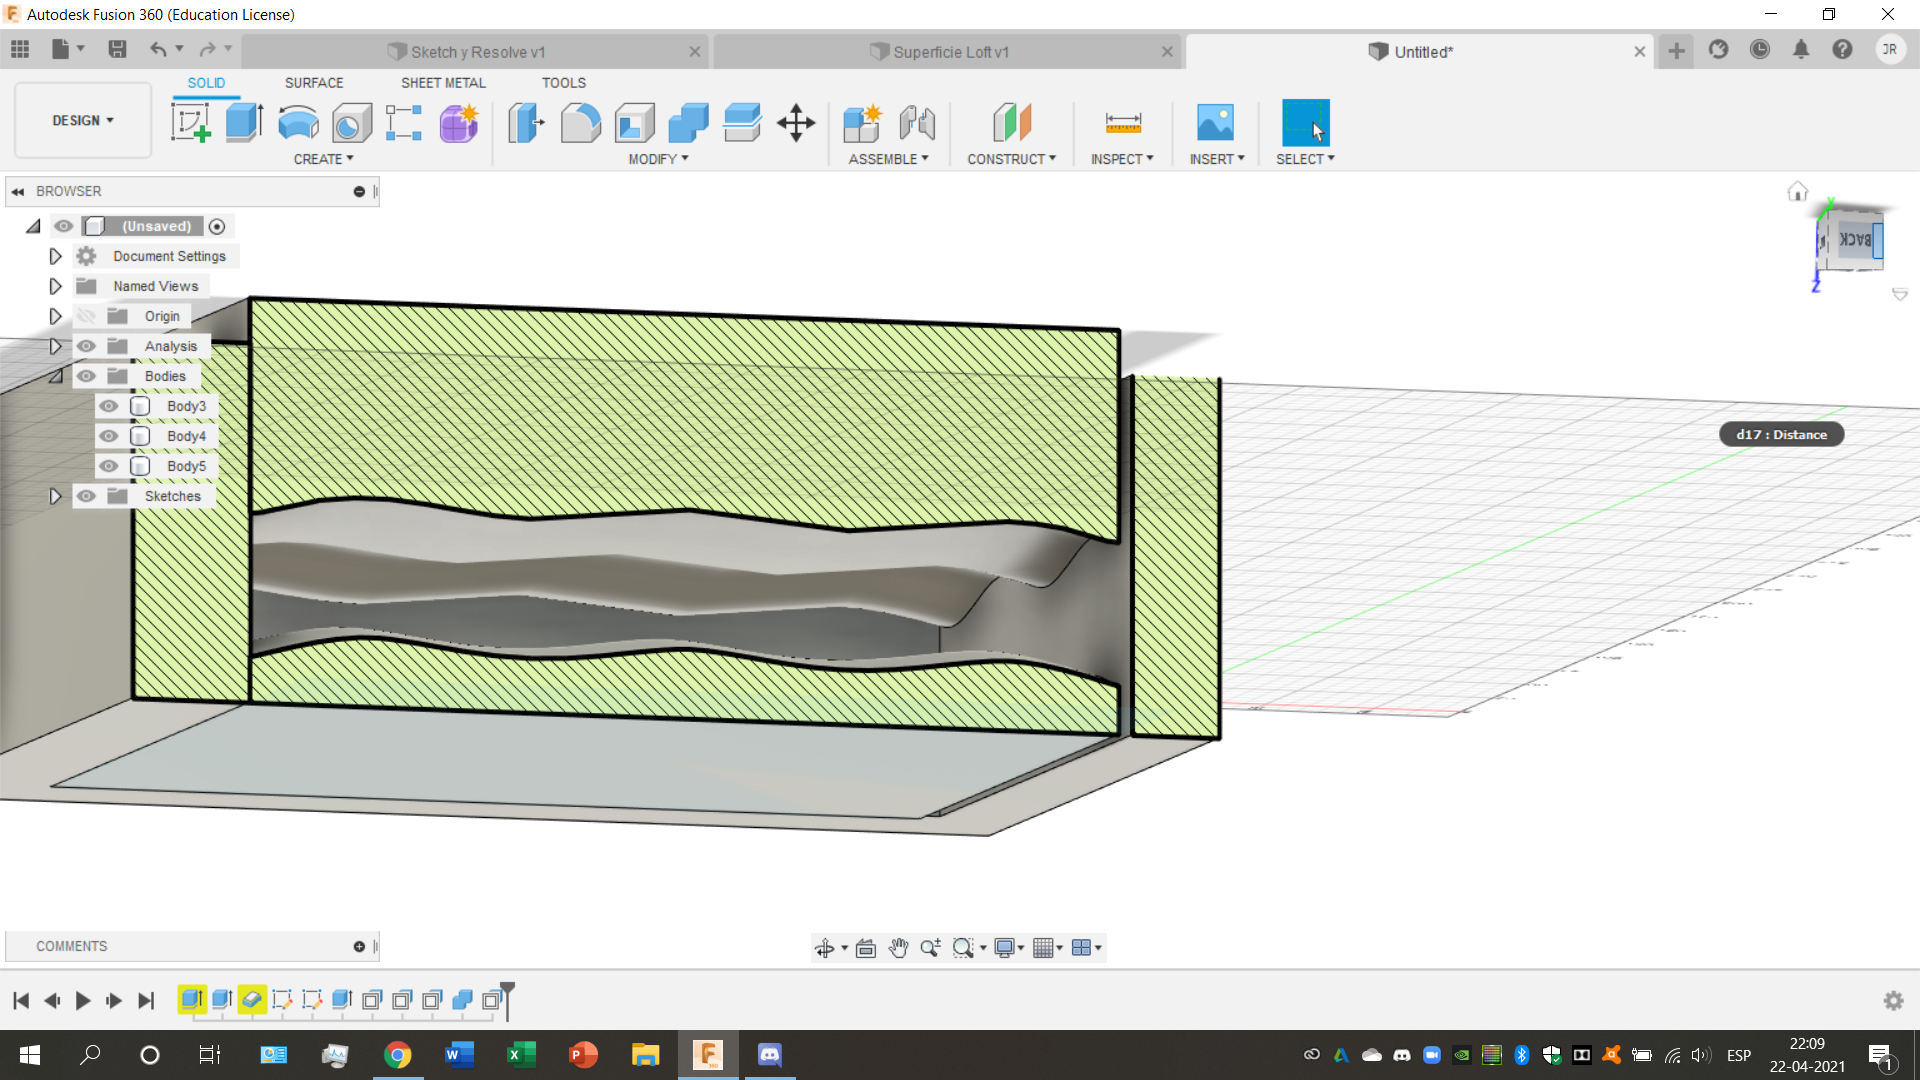 Autodesk Fusion 360 (Education License)
Sketch y Resolve v1
Superficie Loft v1
Untitled*
JR
SOLID
SURFACE
SHEET METAL
TOOLS
DESIGN
CREATE
MODIFY
ASSEMBLE
CONSTRUCT
INSPECT
INSERT
SELECT
BROWSER
(Unsaved)
Document Settings
Named Views
Origin
Analysis
Bodies
Body3
Body4
Body5
Sketches
Y
BACK
Z
d17 : Distance
COMMENTS
ESP
22:09
22-04-2021
1